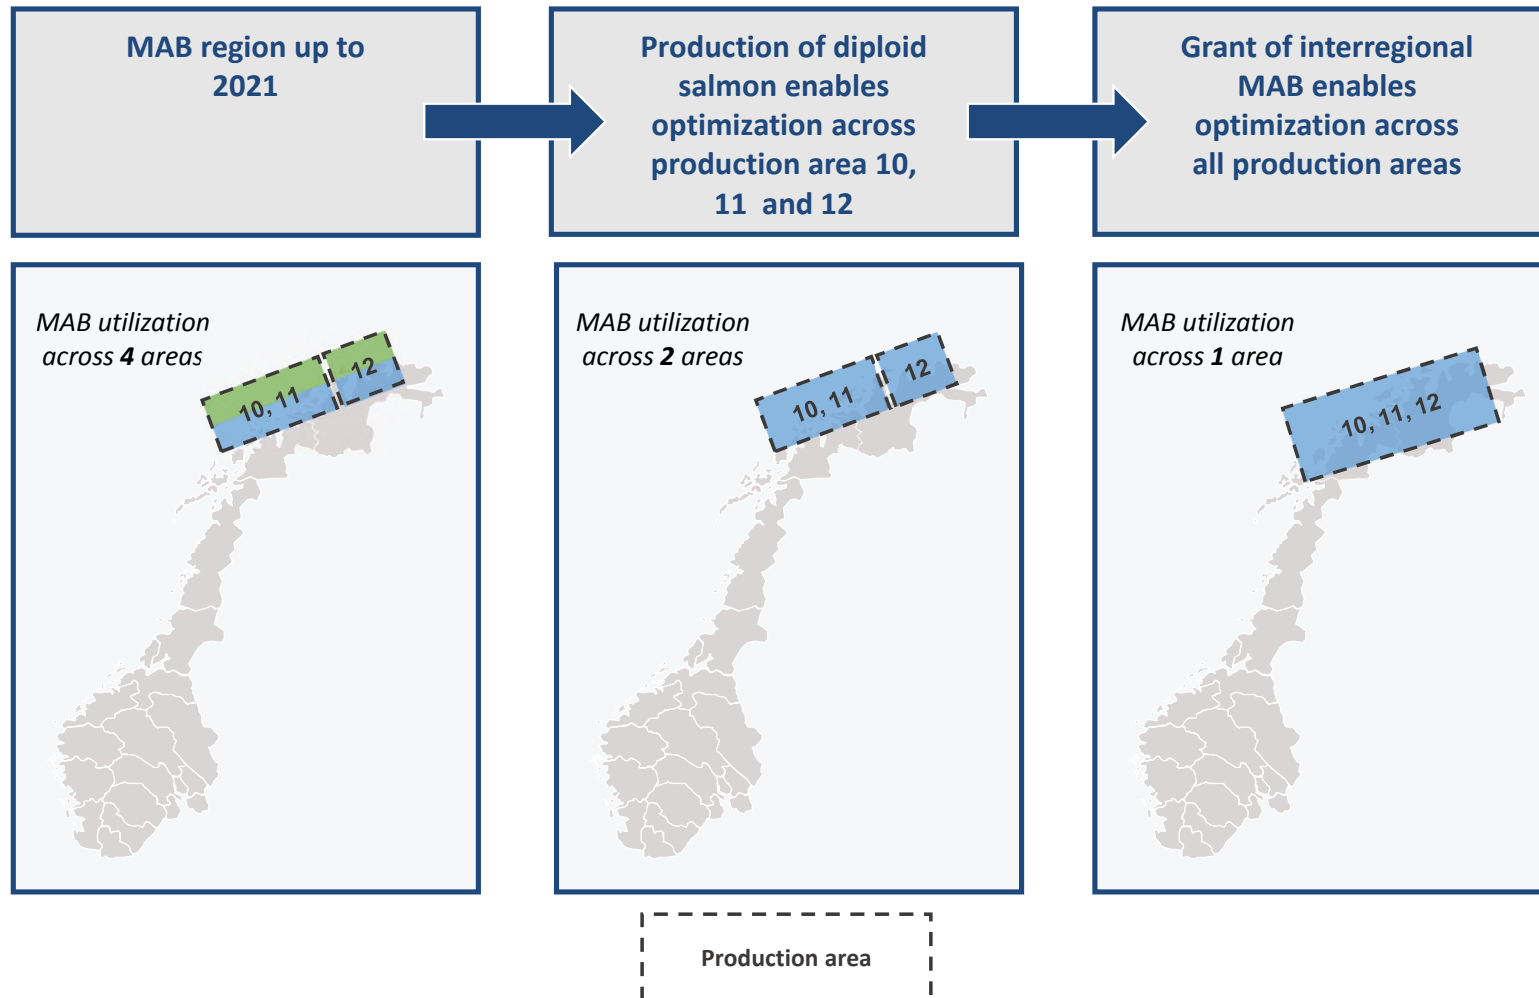 MAB region up to
2021
Production of diploid
salmon enables
optimization across
production area 10,
11 and 12
Grant of interregional
MAB enables
optimization across
all production areas
MAB utilization
across 4 areas
10, 11
12
MAB utilization
across 2 areas
10, 11
12
MAB utilization
across 1 area
10, 11, 12
Production area